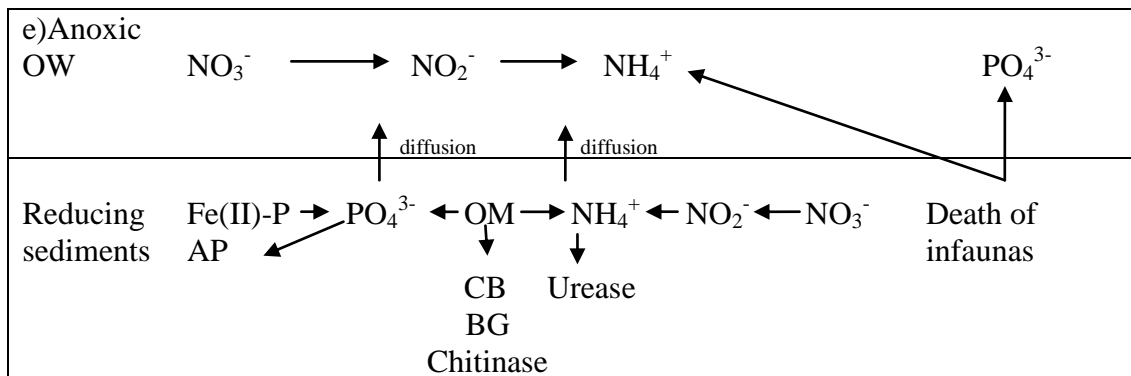 e)Anoxic
OW NO₃⁻ NO₂⁻ NH₄⁺ PO₄³⁻
diffusion diffusion
Reducing Fe(II)-P PO₄³⁻ OM NH₄⁺ NO₂⁻ NO₃⁻ Death of
sediments AP infaunas
CB Urease
BG
Chitinase